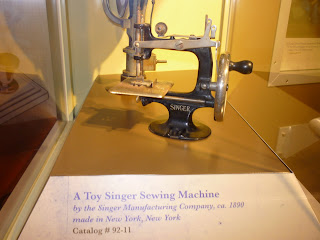 SINGER
A Toy Singer Sewing Machine
by the Singer Manufacturing Company, ca. 1890
made in New York, New York
Catalog # 92-11